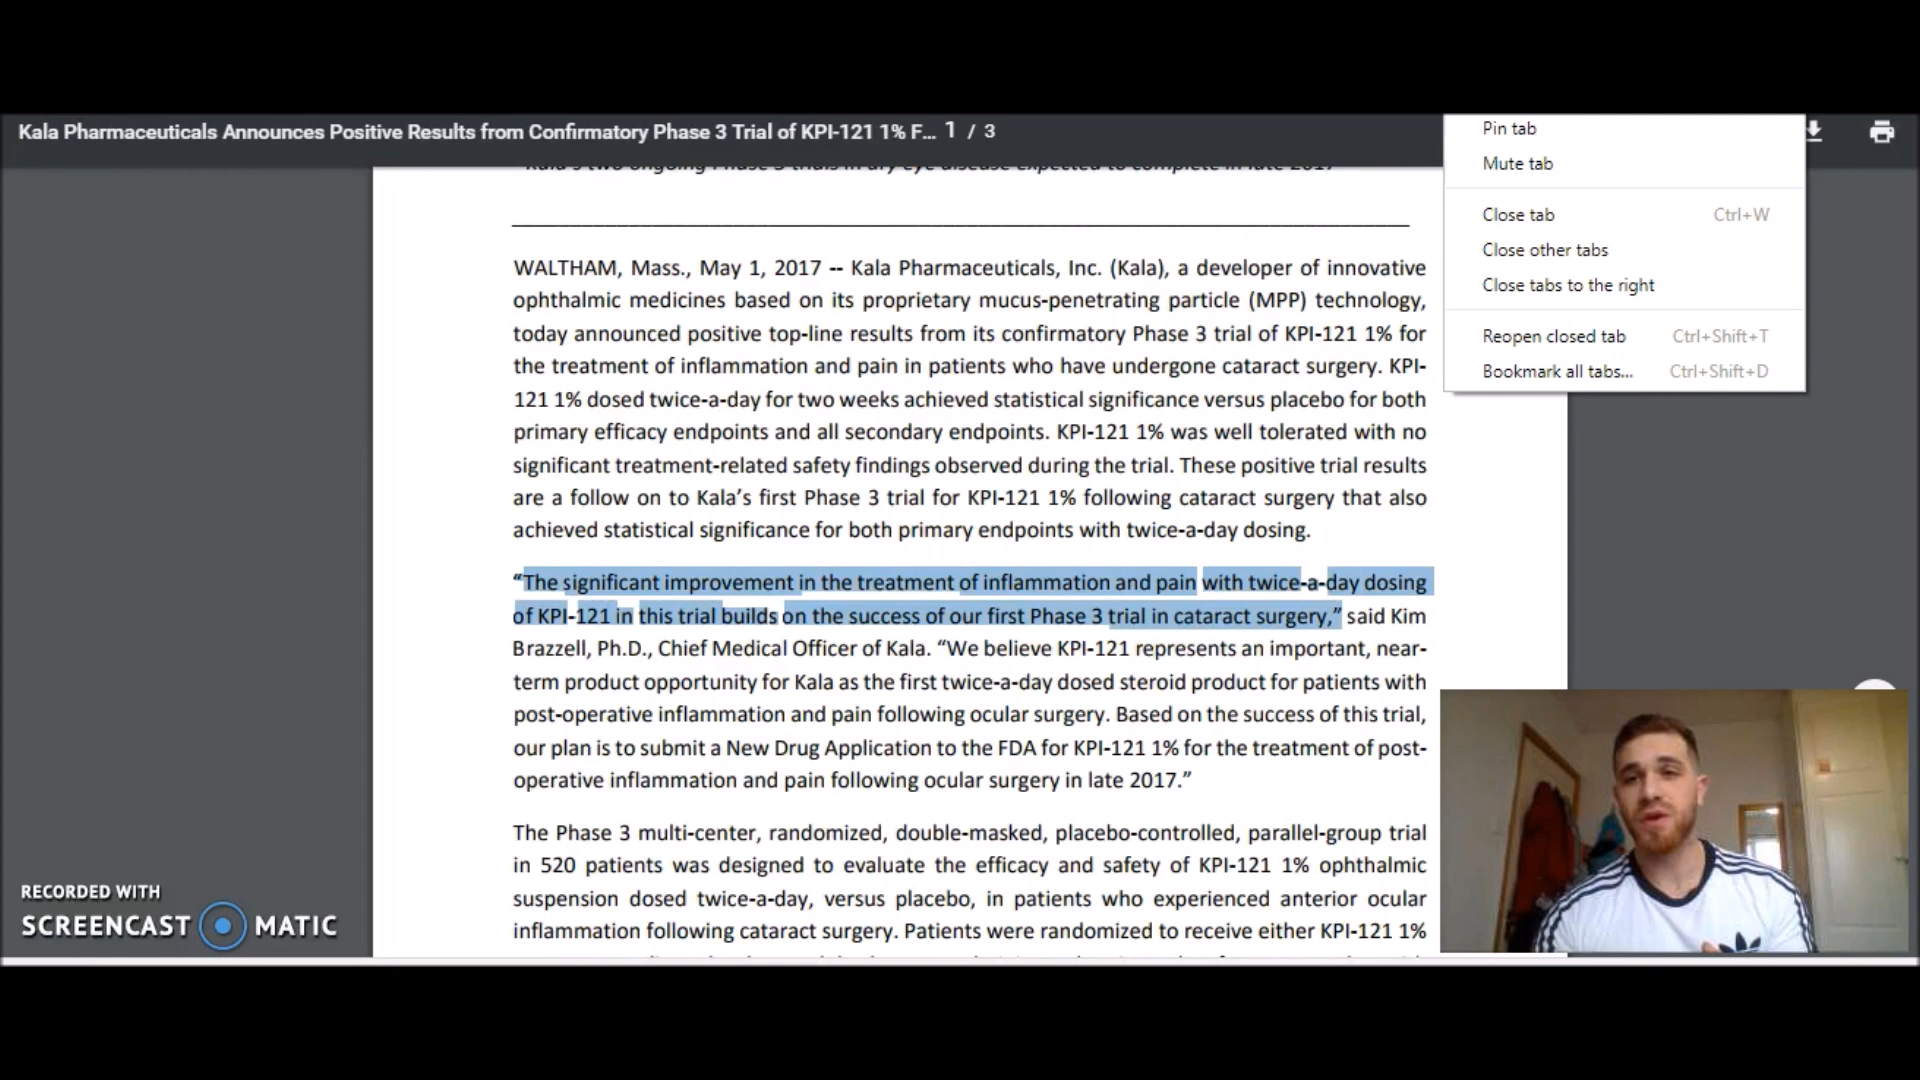 Kala Pharmaceuticals Announces Positive Results from Confirmatory Phase 3 Trial of KPI-121 1% F... 1 / 3
Kala's two ongoing Phase 3 trials in dry eye disease expected to complete in late 2017
WALTHAM, Mass., May 1, 2017 -- Kala Pharmaceuticals, Inc. (Kala), a developer of innovative
ophthalmic medicines based on its proprietary mucus-penetrating particle (MPP) technology,
today announced positive top-line results from its confirmatory Phase 3 trial of KPI-121 1% for
the treatment of inflammation and pain in patients who have undergone cataract surgery. KPI-
121 1% dosed twice-a-day for two weeks achieved statistical significance versus placebo for both
primary efficacy endpoints and all secondary endpoints. KPI-121 1% was well tolerated with no
significant treatment-related safety findings observed during the trial. These positive trial results
are a follow on to Kala’s first Phase 3 trial for KPI-121 1% following cataract surgery that also
achieved statistical significance for both primary endpoints with twice-a-day dosing.
“The significant improvement in the treatment of inflammation and pain with twice-a-day dosing
of KPI-121 in this trial builds on the success of our first Phase 3 trial in cataract surgery,” said Kim
Brazzell, Ph.D., Chief Medical Officer of Kala. “We believe KPI-121 represents an important, near-
term product opportunity for Kala as the first twice-a-day dosed steroid product for patients with
post-operative inflammation and pain following ocular surgery. Based on the success of this trial,
our plan is to submit a New Drug Application to the FDA for KPI-121 1% for the treatment of post-
operative inflammation and pain following ocular surgery in late 2017.”
The Phase 3 multi-center, randomized, double-masked, placebo-controlled, parallel-group trial
in 520 patients was designed to evaluate the efficacy and safety of KPI-121 1% ophthalmic
suspension dosed twice-a-day, versus placebo, in patients who experienced anterior ocular
inflammation following cataract surgery. Patients were randomized to receive either KPI-121 1%
Pin tab
Mute tab
Close tab Ctrl+W
Close other tabs
Close tabs to the right
Reopen closed tab Ctrl+Shift+T
Bookmark all tabs... Ctrl+Shift+D
RECORDED WITH
SCREENCAST MATIC